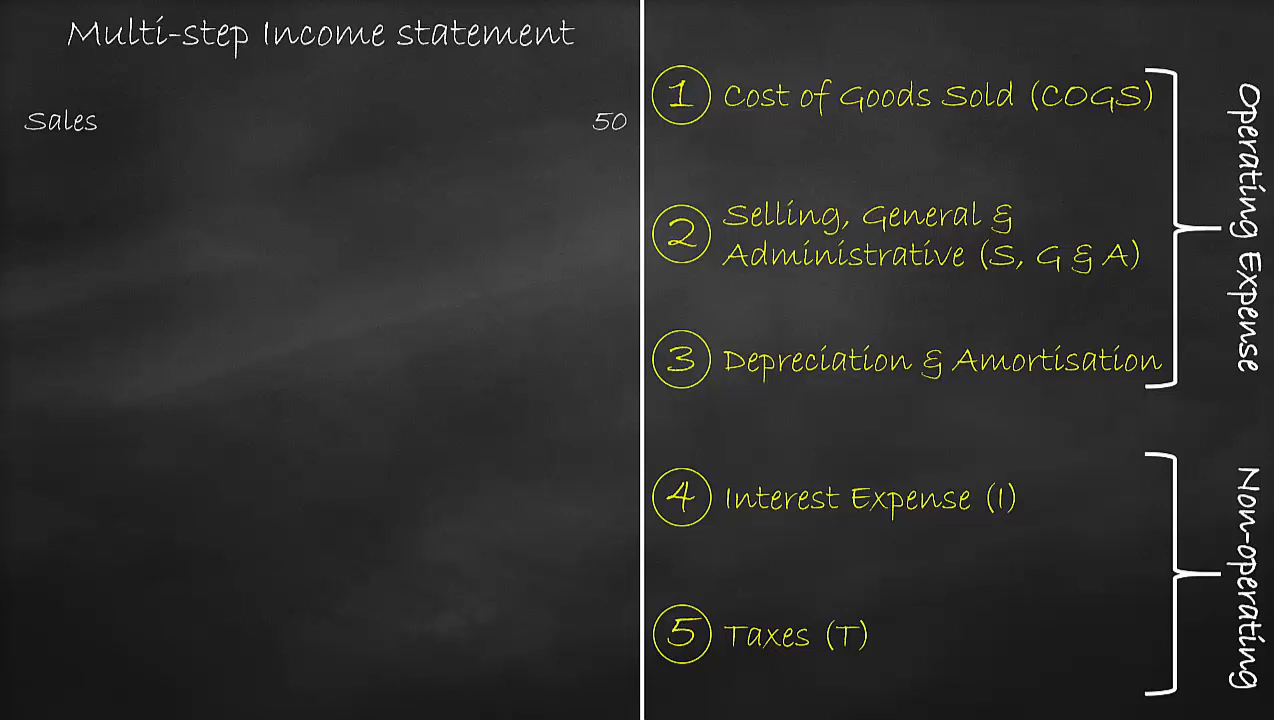 Multi-step Income statement
Sales 50
1 Cost of Goods Sold (COGS)
2 Selling, General &
Administrative (S, G & A)
3 Depreciation & Amortisation
4 Interest Expense (I)
5 Taxes (T)
Operating Expense
Non-operating